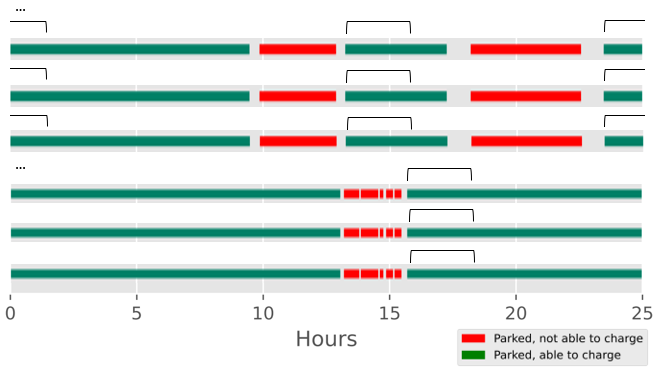 ...
...
0 5 10 15 20 25
Hours
Parked, not able to charge
Parked, able to charge